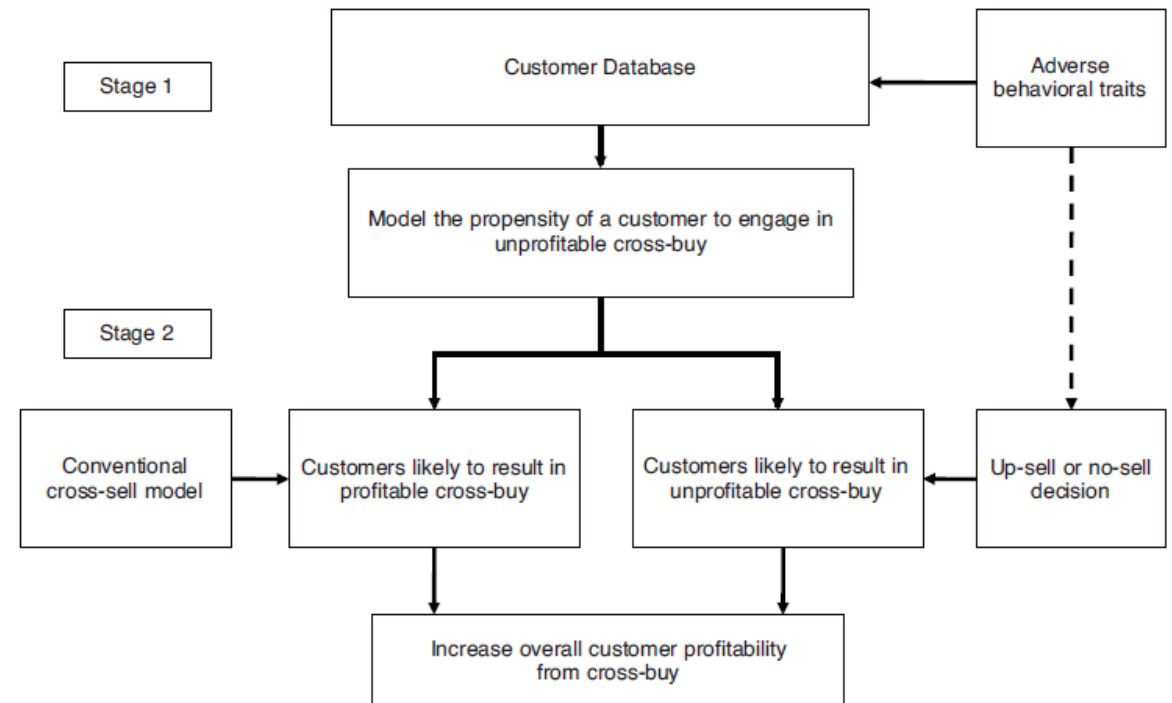 Customer Database
Adverse
behavioral traits
Stage 1
Model the propensity of a customer to engage in
unprofitable cross-buy
Stage 2
Conventional
cross-sell model
Customers likely to result in
profitable cross-buy
Customers likely to result in
unprofitable cross-buy
Up-sell or no-sell
decision
Increase overall customer profitability
from cross-buy